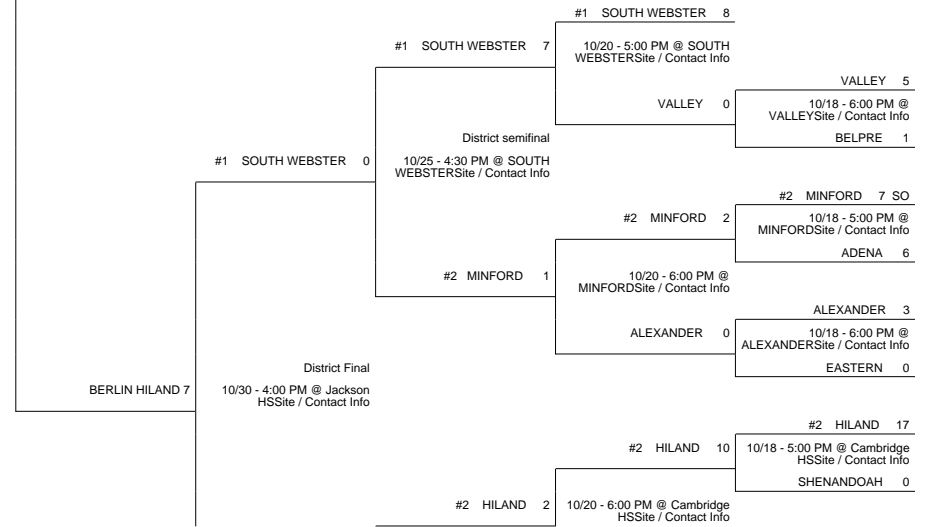 #1 SOUTH WEBSTER 8
#1 SOUTH WEBSTER 7
10/20 - 5:00 PM @ SOUTH
WEBSTERSite / Contact Info
VALLEY 5
VALLEY 0
10/18 - 6:00 PM @
VALLEYSite / Contact Info
BELPRE 1
District semifinal
#1 SOUTH WEBSTER 0
10/25 - 4:30 PM @ SOUTH
WEBSTERSite / Contact Info
#2 MINFORD 7 SO
#2 MINFORD 2
10/18 - 5:00 PM @
MINFORDSite / Contact Info
ADENA 6
#2 MINFORD 1
10/20 - 6:00 PM @
MINFORDSite / Contact Info
ALEXANDER 3
ALEXANDER 0
10/18 - 6:00 PM @
ALEXANDERSite / Contact Info
EASTERN 0
District Final
BERLIN HILAND 7
10/30 - 4:00 PM @ Jackson
HSSite / Contact Info
#2 HILAND 17
#2 HILAND 10
10/18 - 5:00 PM @ Cambridge
HSSite / Contact Info
SHENANDOAH 0
#2 HILAND 2
10/20 - 6:00 PM @ Cambridge
HSSite / Contact Info